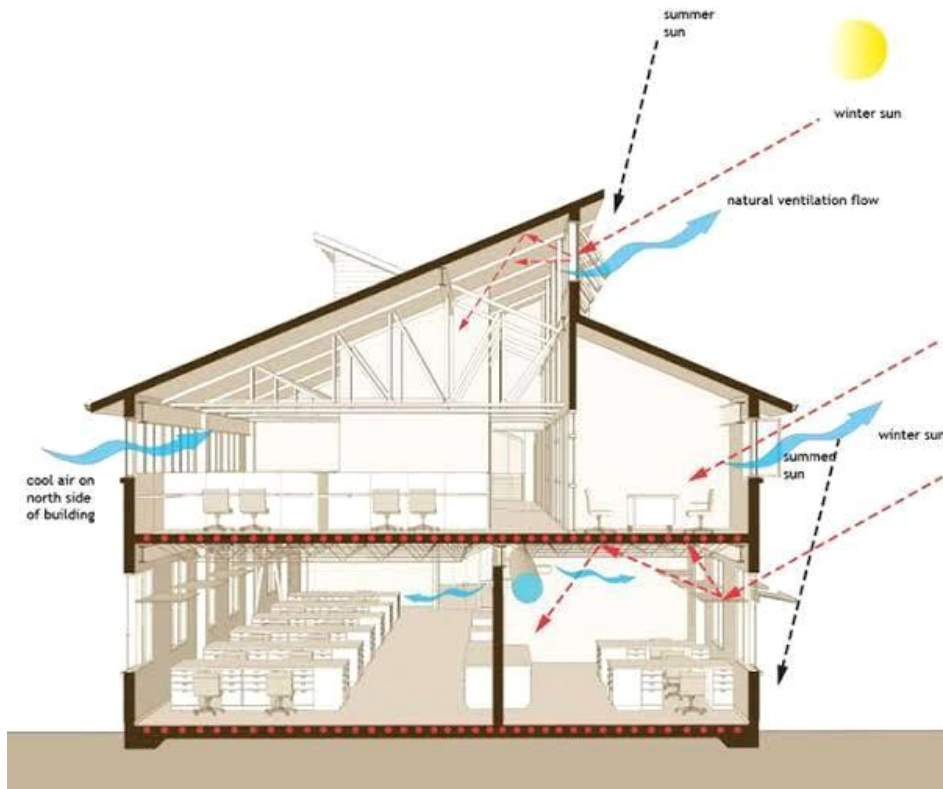 summer
sun
winter sun
natural ventilation flow
winter sun
summer
sun
cool air on
north side
of building